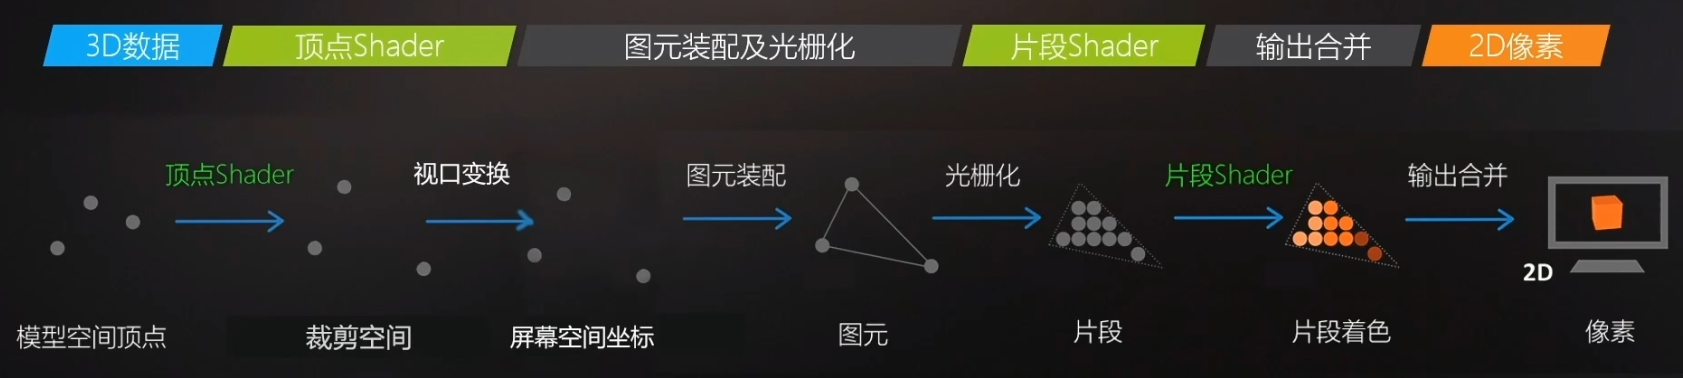 3D数据
顶点Shader
图元装配及光栅化
片段Shader
输出合并
2D像素
顶点Shader
视口变换
图元装配
光栅化
片段Shader
输出合并
2D
模型空间顶点
裁剪空间
屏幕空间坐标
图元
片段
片段着色
像素